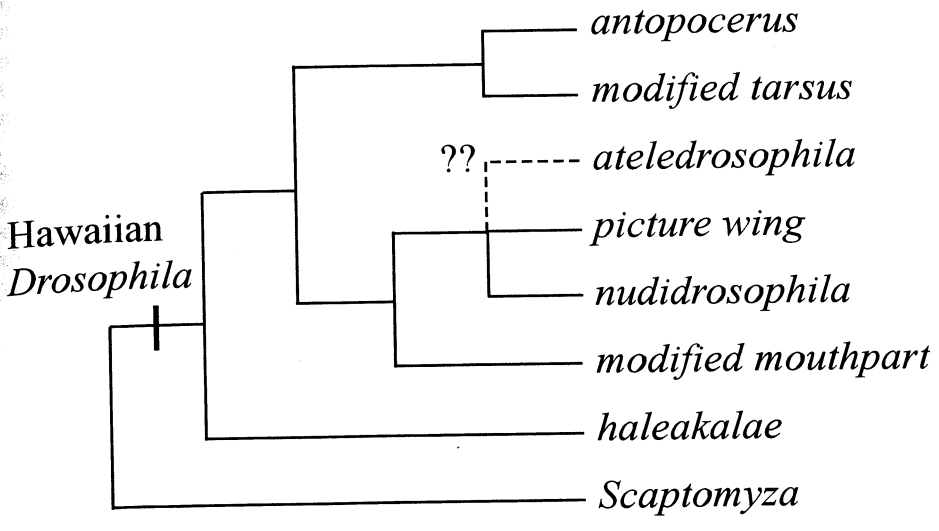 antopocerus
modified tarsus
?? ateledrosophila
picture wing
Hawaiian
Drosophila
nudidrosophila
modified mouthpart
haleakalae
Scaptomyza